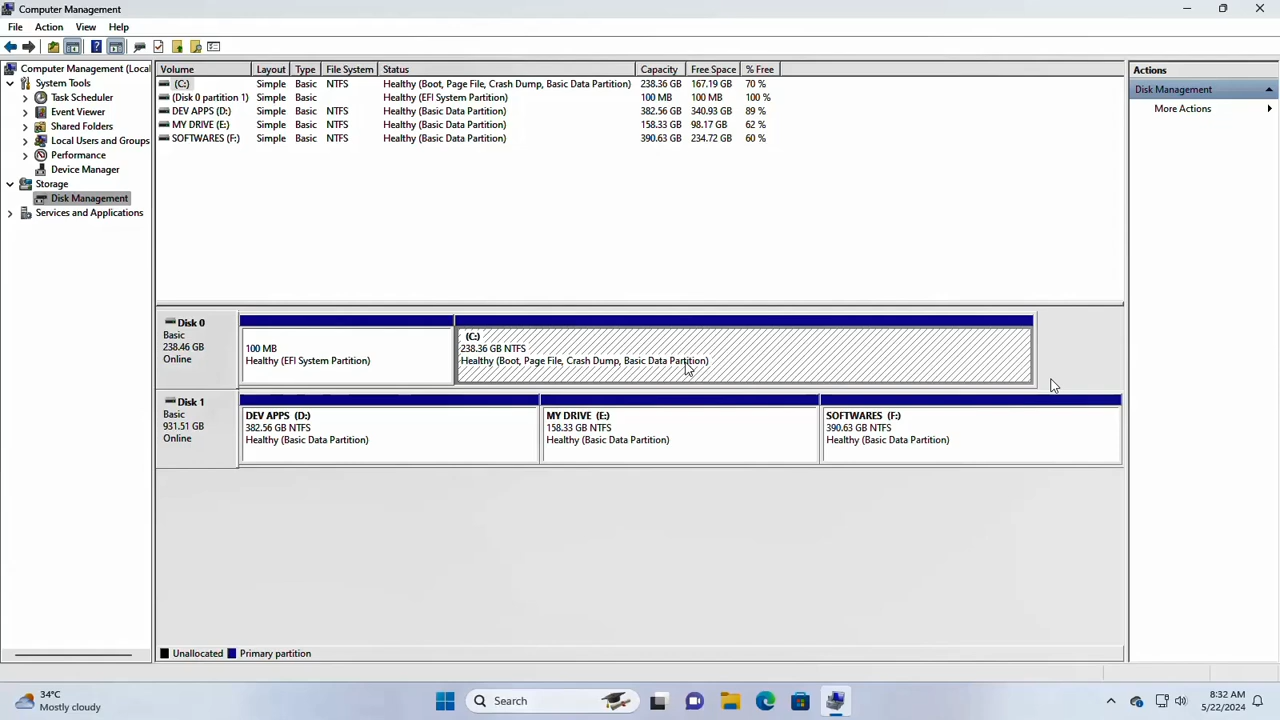 Computer Management
File Action View Help
Computer Management (Local
System Tools
Task Scheduler
Event Viewer
Shared Folders
Local Users and Groups
Performance
Device Manager
Storage
Disk Management
Services and Applications
Volume Layout Type File System Status Capacity Free Space % Free
(C:) Simple Basic NTFS Healthy (Boot, Page File, Crash Dump, Basic Data Partition) 238.36 GB 167.19 GB 70 %
(Disk 0 partition 1) Simple Basic Healthy (EFI System Partition) 100 MB 100 MB 100 %
DEV APPS (D:) Simple Basic NTFS Healthy (Basic Data Partition) 382.56 GB 340.93 GB 89 %
MY DRIVE (E:) Simple Basic NTFS Healthy (Basic Data Partition) 158.33 GB 98.17 GB 62 %
SOFTWARES (F:) Simple Basic NTFS Healthy (Basic Data Partition) 390.63 GB 234.72 GB 60 %
Disk 0
Basic
238.46 GB
Online
100 MB
Healthy (EFI System Partition)
(C:)
238.36 GB NTFS
Healthy (Boot, Page File, Crash Dump, Basic Data Partition)
Disk 1
Basic
931.51 GB
Online
DEV APPS (D:)
382.56 GB NTFS
Healthy (Basic Data Partition)
MY DRIVE (E:)
158.33 GB NTFS
Healthy (Basic Data Partition)
SOFTWARES (F:)
390.63 GB NTFS
Healthy (Basic Data Partition)
Unallocated Primary partition
Actions
Disk Management
More Actions
34°C
Mostly cloudy
Search
8:32 AM
5/22/2024